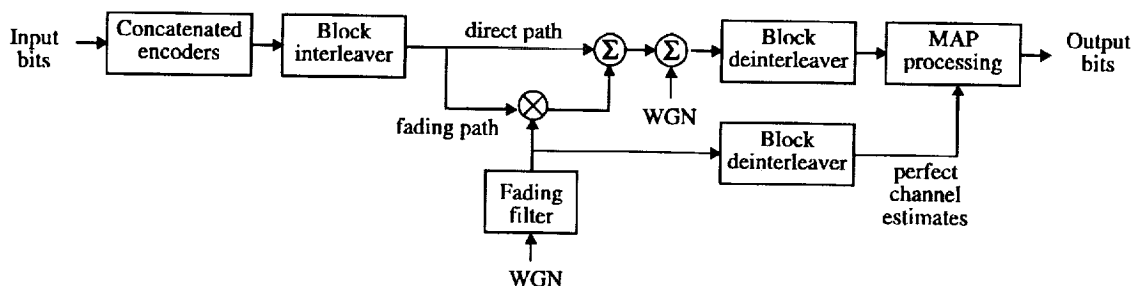 Input
bits
Concatenated
encoders
Block
interleaver
direct path
Σ
Σ
Block
deinterleaver
MAP
processing
Output
bits
fading path
WGN
Block
deinterleaver
perfect
channel
estimates
Fading
filter
WGN